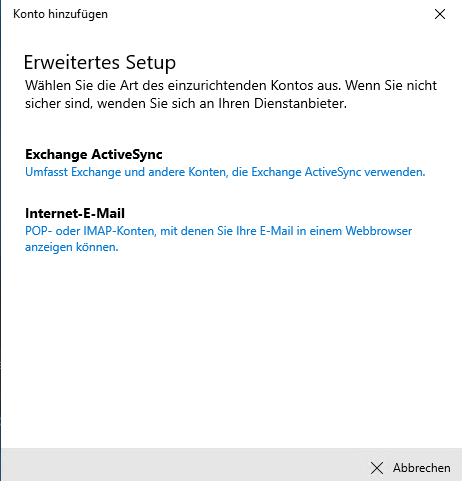 Konto hinzufügen
Erweitertes Setup
Wählen Sie die Art des einzurichtenden Kontos aus. Wenn Sie nicht
sicher sind, wenden Sie sich an Ihren Dienstanbieter.
Exchange ActiveSync
Umfasst Exchange und andere Konten, die Exchange ActiveSync verwenden.
Internet-E-Mail
POP- oder IMAP-Konten, mit denen Sie Ihre E-Mail in einem Webbrowser
anzeigen können.
Abbrechen